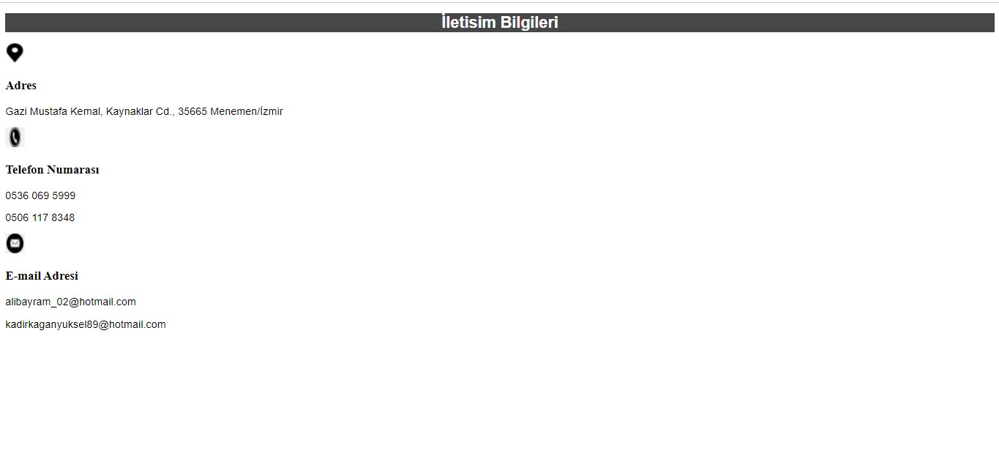 İletisim Bilgileri
Adres
Gazi Mustafa Kemal, Kaynaklar Cd., 35665 Menemen/İzmir
Telefon Numarası
0536 069 5999
0506 117 8348
E-mail Adresi
alibayram_02@hotmail.com
kadirkaganyuksel89@hotmail.com